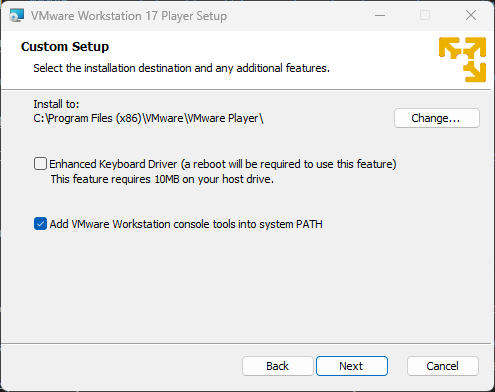 VMware Workstation 17 Player Setup
Custom Setup
Select the installation destination and any additional features.
Install to:
C:\Program Files (x86)\VMware\VMware Player\
Change...
Enhanced Keyboard Driver (a reboot will be required to use this feature)
This feature requires 10MB on your host drive.
Add VMware Workstation console tools into system PATH
Back
Next
Cancel